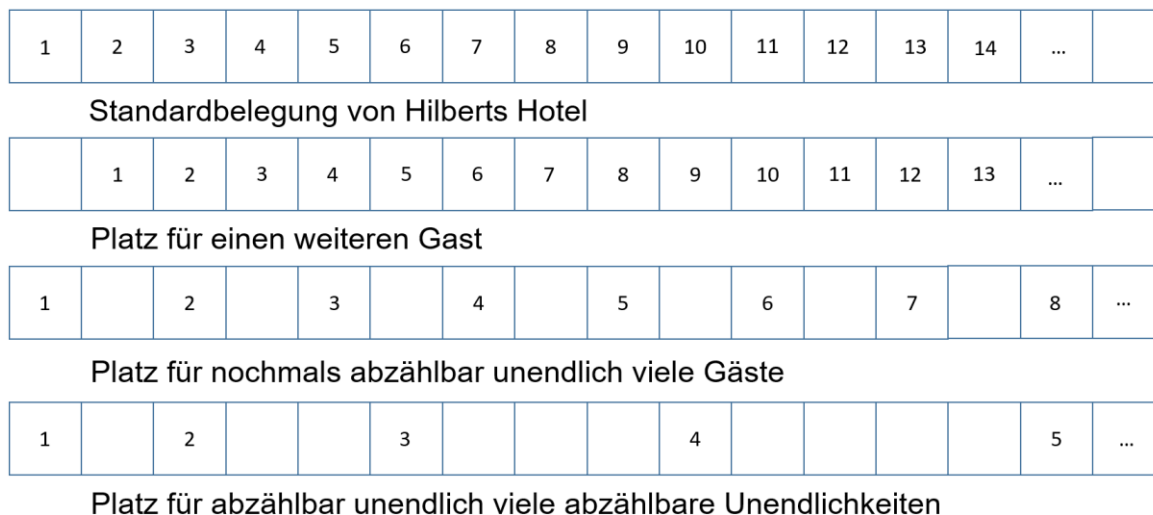 1 2 3 4 5 6 7 8 9 10 11 12 13 14 ...
Standardbelegung von Hilberts Hotel
1 2 3 4 5 6 7 8 9 10 11 12 13 ...
Platz für einen weiteren Gast
1 2 3 4 5 6 7 8 ...
Platz für nochmals abzählbar unendlich viele Gäste
1 2 3 4 5 ...
Platz für abzählbar unendlich viele abzählbare Unendlichkeiten